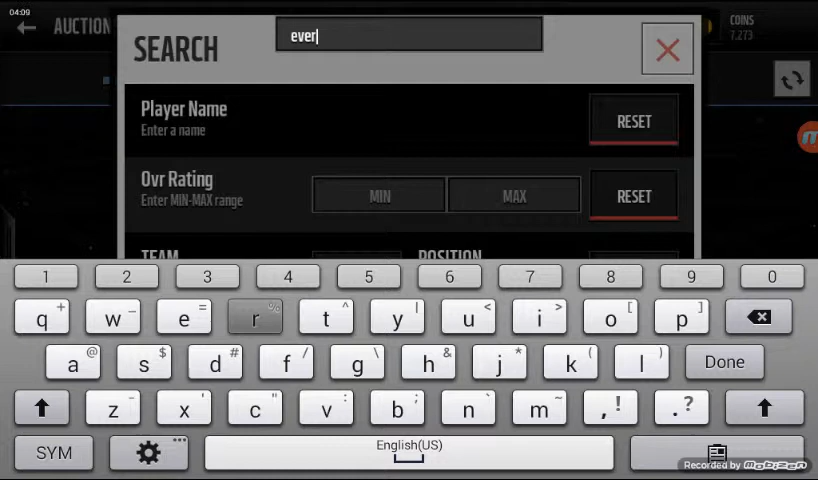 04:09
AUCTION
COINS
7,273
SEARCH
ever
Player Name
Enter a name
RESET
Ovr Rating
Enter MIN-MAX range
MIN
MAX
RESET
TEAM
POSITION
1 2 3 4 5 6 7 8 9 0
q + w _ e = r % t ^ y | u < i > o [ p ]
a @ s $ d # f / g \ h & j * k ( l ) Done
z - x ' c " v : b ; n ` m ~ , ! . ?
SYM
English(US)
Recorded by Mobizen